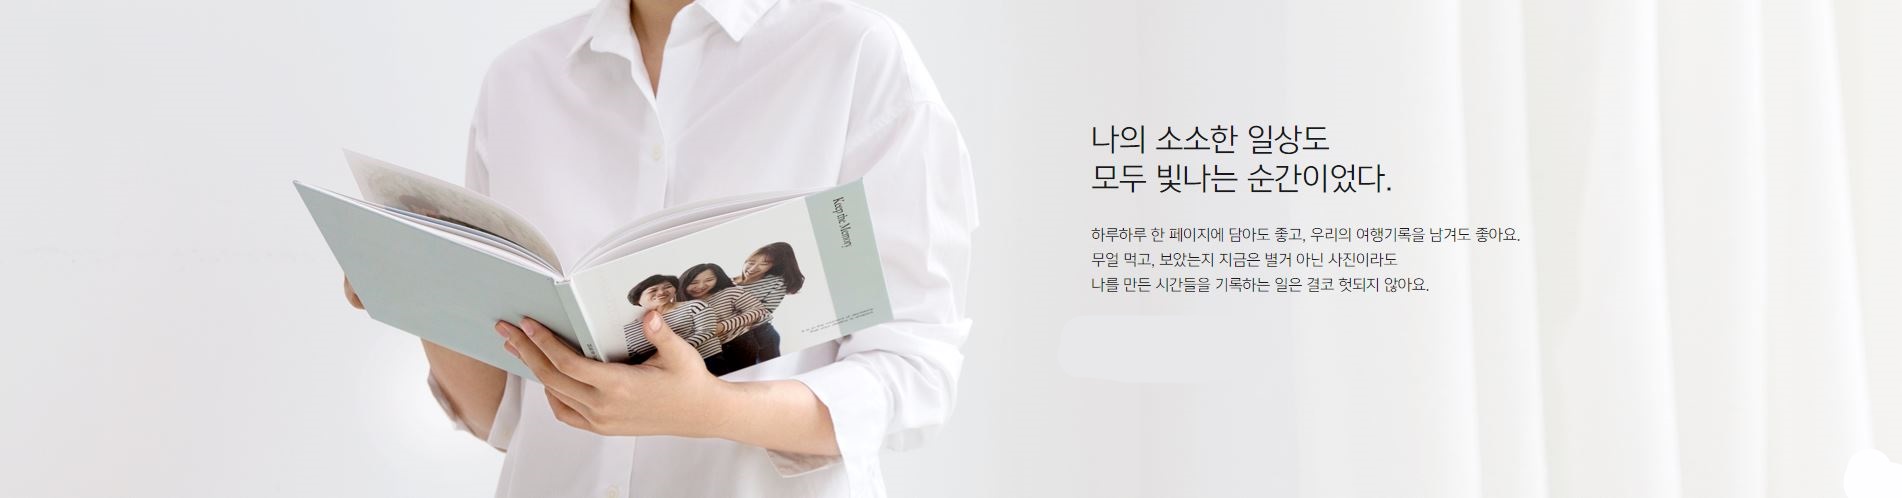 나의 소소한 일상도
모두 빛나는 순간이었다.
하루하루 한 페이지에 담아도 좋고, 우리의 여행기록을 남겨도 좋아요.
무얼 먹고, 보았는지 지금은 별거 아닌 사진이라도
나를 만든 시간들을 기록하는 일은 결코 헛되지 않아요.
Keep the Memory